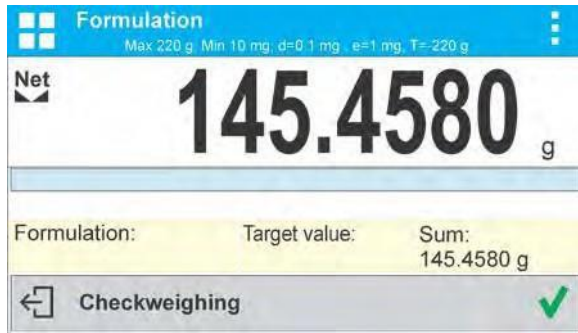 Formulation
Max 220 g Min 10 mg, d=0.1 mg , e=1 mg, T=-220 g
Net
145.4580 g
Formulation: Target value: Sum:
145.4580 g
Checkweighing